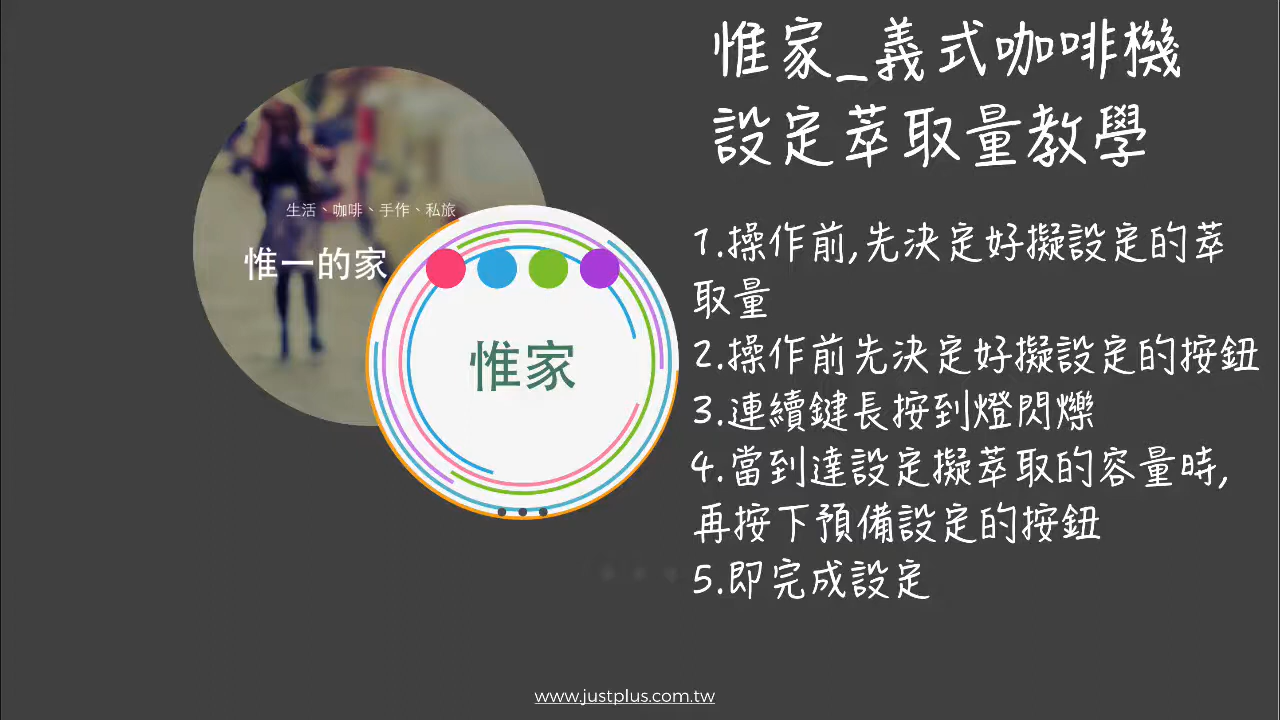 惟家_義式咖啡機
設定萃取量教學
生活、咖啡、手作、私旅
惟一的家
惟家
1.操作前,先決定好擬設定的萃
取量
2.操作前先決定好擬設定的按鈕
3.連續鍵長按到燈閃爍
4.當到達設定擬萃取的容量時,
再按下預備設定的按鈕
5.即完成設定
www.justplus.com.tw